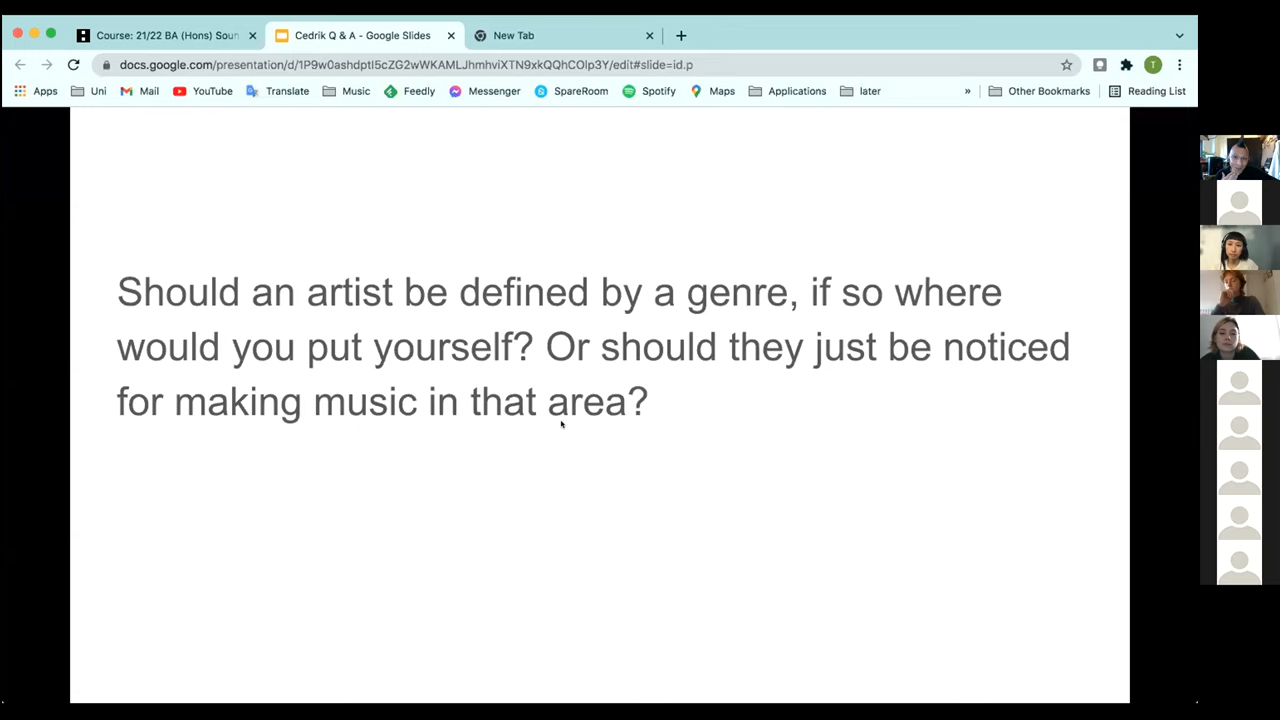 Course: 21/22 BA (Hons) Soun
Cedrik Q & A - Google Slides
New Tab
docs.google.com/presentation/d/1P9w0ashdptI5cZG2wWKAMLJhmhviXTN9xkQQhCOlp3Y/edit#slide=id.p
T
Apps Uni Mail YouTube Translate Music Feedly Messenger SpareRoom Spotify Maps Applications later » Other Bookmarks Reading List
Should an artist be defined by a genre, if so where
would you put yourself? Or should they just be noticed
for making music in that area?